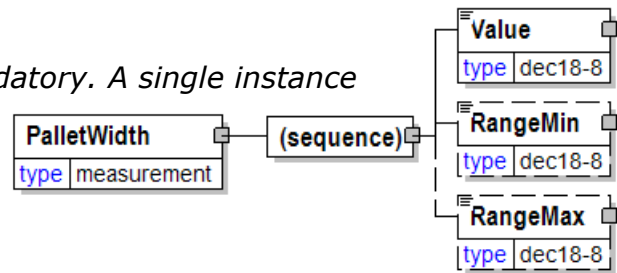 Value
type dec18-8
datory. A single instance
RangeMin
PalletWidth
(sequence)
type dec18-8
type measurement
RangeMax
type dec18-8